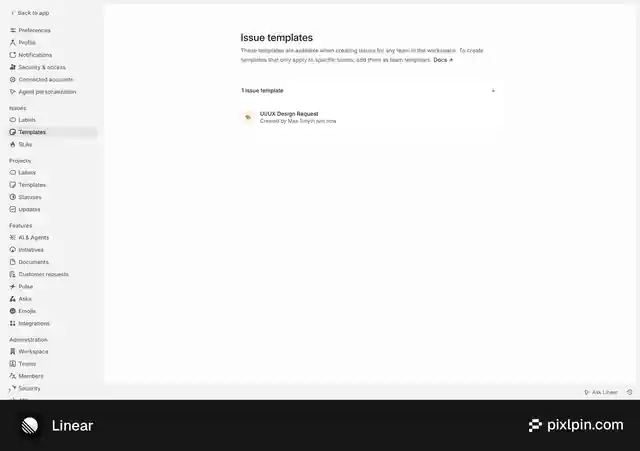 Back to app
Preferences
Profile
Notifications
Security & access
Connected accounts
Agent personalization
Issues
Labels
Templates
SLAs
Projects
Labels
Templates
Statuses
Updates
Features
AI & Agents
Initiatives
Documents
Customer requests
Pulse
Asks
Emojis
Integrations
Administration
Workspace
Teams
Members
Security
Issue templates
These templates are available when creating issues for any team in the workspace. To create
templates that only apply to specific teams, add them as team templates. Docs ↗
1 issue template
+
UI/UX Design Request
Created by Max Smyth just now
Ask Linear
Linear
pixlpin.com